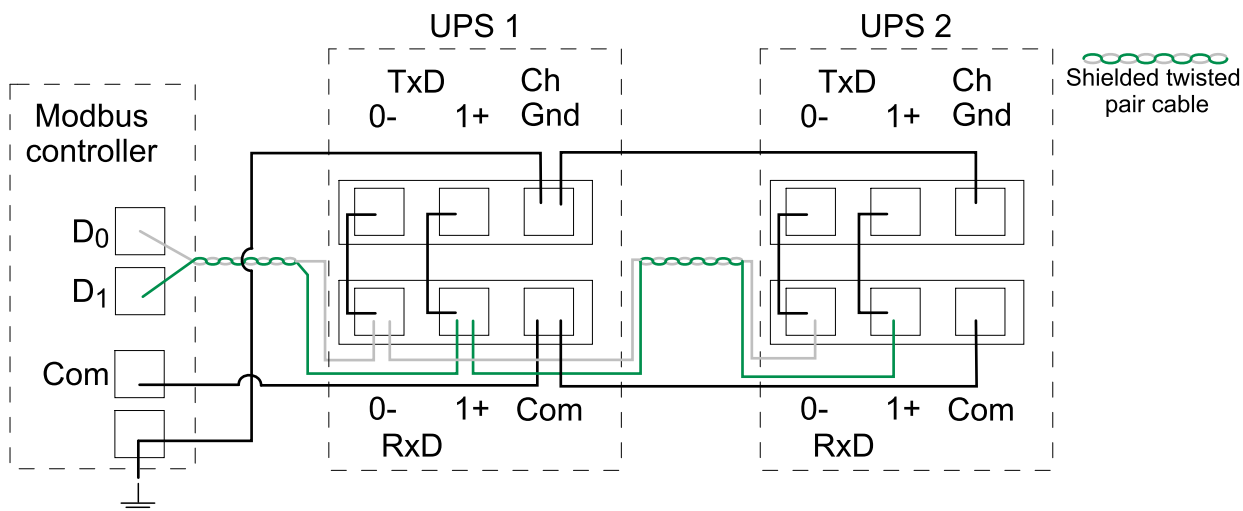 UPS 1
UPS 2
Shielded twisted
pair cable
Modbus
controller
TxD
Ch
0-
1+
Gnd
TxD
Ch
0-
1+
Gnd
D0
D1
Com
0-
1+
Com
RxD
0-
1+
Com
RxD